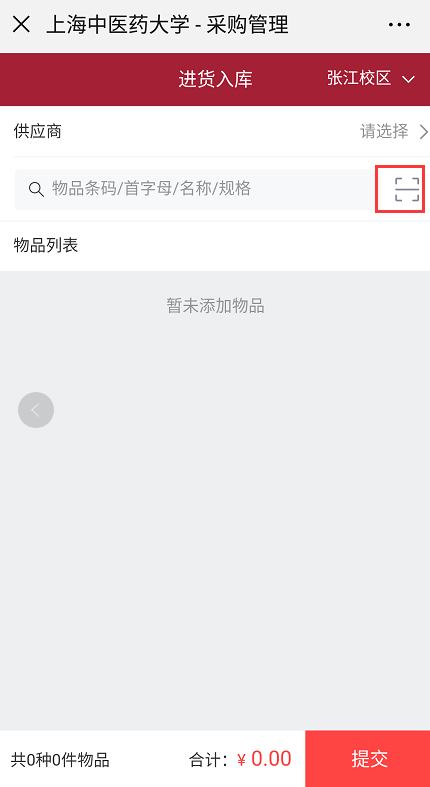 上海中医药大学 - 采购管理
进货入库 张江校区
供应商 请选择
物品条码/首字母/名称/规格
物品列表
暂未添加物品
共0种0件物品 合计: ¥ 0.00 提交